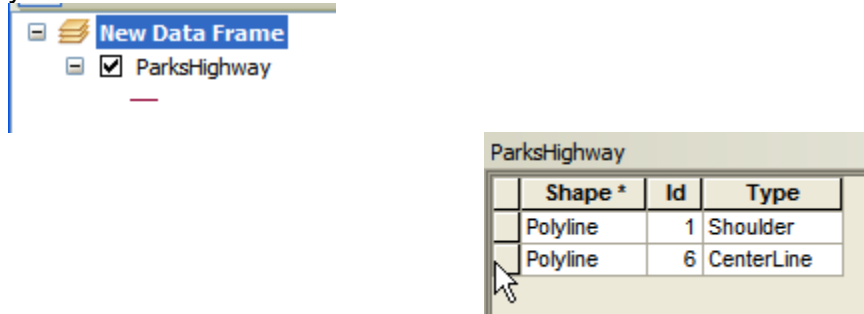 New Data Frame
ParksHighway
ParksHighway
Shape * Id Type
Polyline 1 Shoulder
Polyline 6 CenterLine